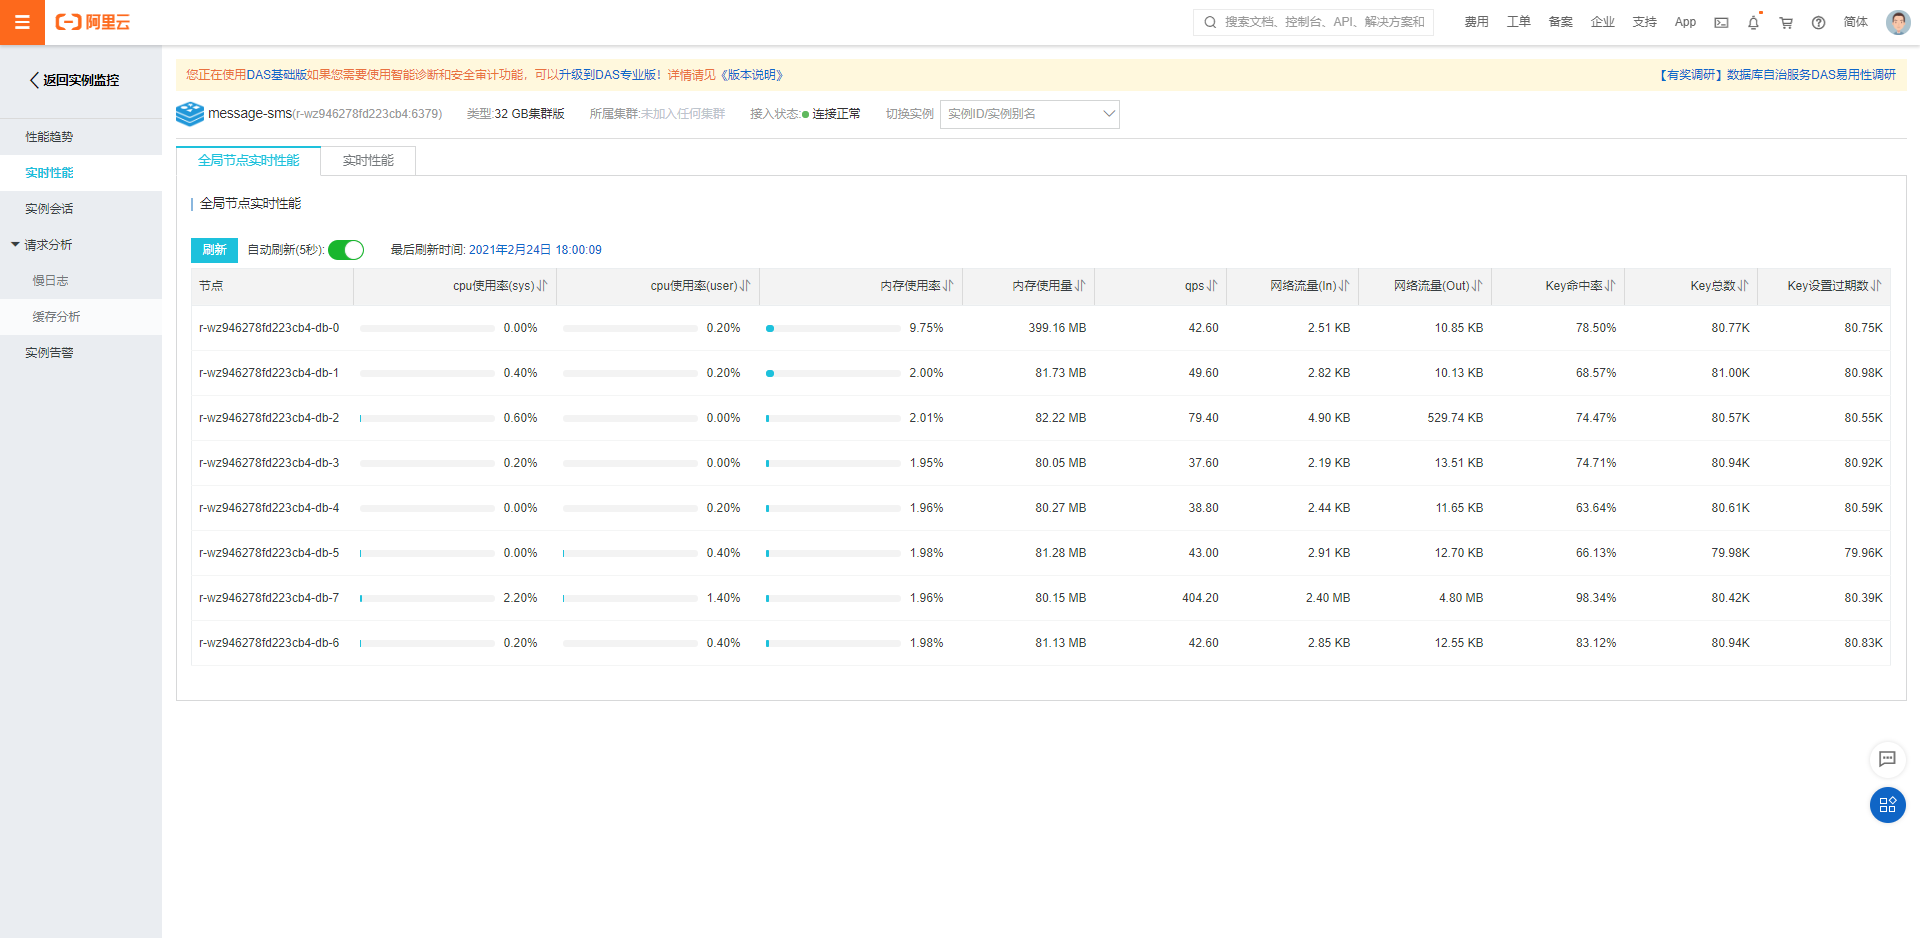 阿里云
搜索文档、控制台、API、解决方案和
费用 工单 备案 企业 支持 App 简体
返回实例监控
性能趋势
实时性能
实例会话
请求分析
慢日志
缓存分析
实例告警
您正在使用DAS基础版如果您需要使用智能诊断和安全审计功能，可以升级到DAS专业版！详情请见《版本说明》
【有奖调研】数据库自治服务DAS易用性调研
message-sms(r-wz946278fd223cb4:6379) 类型:32 GB集群版 所属集群:未加入任何集群 接入状态:连接正常 切换实例 实例ID/实例别名
全局节点实时性能 实时性能
全局节点实时性能
刷新 自动刷新(5秒): 最后刷新时间: 2021年2月24日 18:00:09
节点 cpu使用率(sys) cpu使用率(user) 内存使用率 内存使用量 qps 网络流量(In) 网络流量(Out) Key命中率 Key总数 Key设置过期数
r-wz946278fd223cb4-db-0 0.00% 0.20% 9.75% 399.16 MB 42.60 2.51 KB 10.85 KB 78.50% 80.77K 80.75K
r-wz946278fd223cb4-db-1 0.40% 0.20% 2.00% 81.73 MB 49.60 2.82 KB 10.13 KB 68.57% 81.00K 80.98K
r-wz946278fd223cb4-db-2 0.60% 0.00% 2.01% 82.22 MB 79.40 4.90 KB 529.74 KB 74.47% 80.57K 80.55K
r-wz946278fd223cb4-db-3 0.20% 0.00% 1.95% 80.05 MB 37.60 2.19 KB 13.51 KB 74.71% 80.94K 80.92K
r-wz946278fd223cb4-db-4 0.00% 0.20% 1.96% 80.27 MB 38.80 2.44 KB 11.65 KB 63.64% 80.61K 80.59K
r-wz946278fd223cb4-db-5 0.00% 0.40% 1.98% 81.28 MB 43.00 2.91 KB 12.70 KB 66.13% 79.98K 79.96K
r-wz946278fd223cb4-db-7 2.20% 1.40% 1.96% 80.15 MB 404.20 2.40 MB 4.80 MB 98.34% 80.42K 80.39K
r-wz946278fd223cb4-db-6 0.20% 0.40% 1.98% 81.13 MB 42.60 2.85 KB 12.55 KB 83.12% 80.94K 80.83K